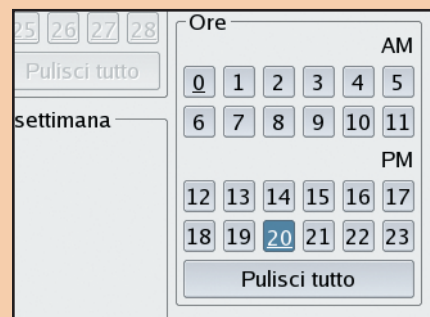 25 26 27 28
Pulisci tutto
settimana
Ore
AM
0 1 2 3 4 5
6 7 8 9 10 11
PM
12 13 14 15 16 17
18 19 20 21 22 23
Pulisci tutto